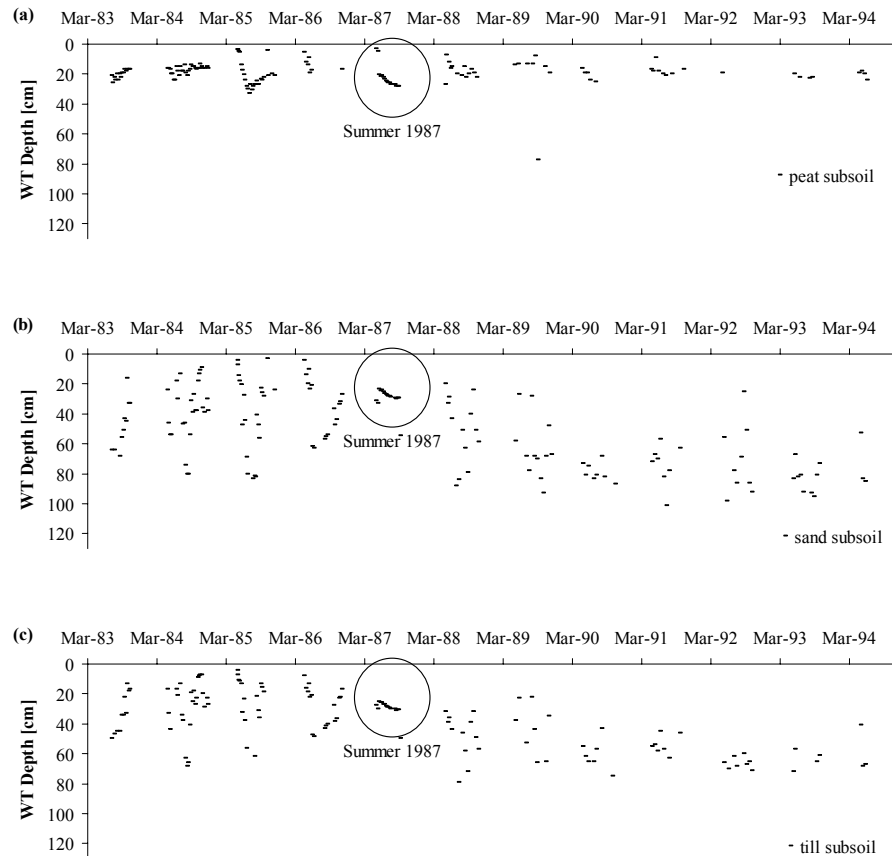 (a)
Mar-83 Mar-84 Mar-85 Mar-86 Mar-87 Mar-88 Mar-89 Mar-90 Mar-91 Mar-92 Mar-93 Mar-94
0
20
40
60
80
100
120
WT Depth [cm]
Summer 1987
peat subsoil
(b)
Mar-83 Mar-84 Mar-85 Mar-86 Mar-87 Mar-88 Mar-89 Mar-90 Mar-91 Mar-92 Mar-93 Mar-94
0
20
40
60
80
100
120
WT Depth [cm]
Summer 1987
sand subsoil
(c)
Mar-83 Mar-84 Mar-85 Mar-86 Mar-87 Mar-88 Mar-89 Mar-90 Mar-91 Mar-92 Mar-93 Mar-94
0
20
40
60
80
100
120
WT Depth [cm]
Summer 1987
till subsoil